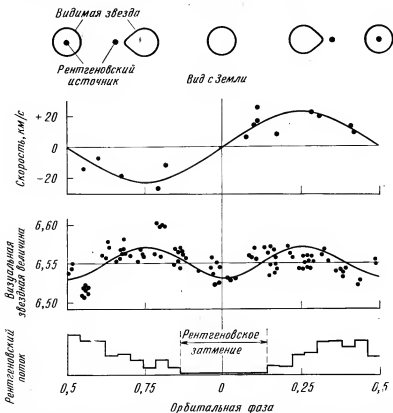 Видимая звезда
Рентгеновский источник
Вид с Земли
Скорость, км/с
+20
0
-20
Визуальная звездная величина
6,60
6,55
6,50
Рентгеновский поток
Рентгеновское затмение
0,5 0,75 0 0,25 0,5
Орбитальная фаза